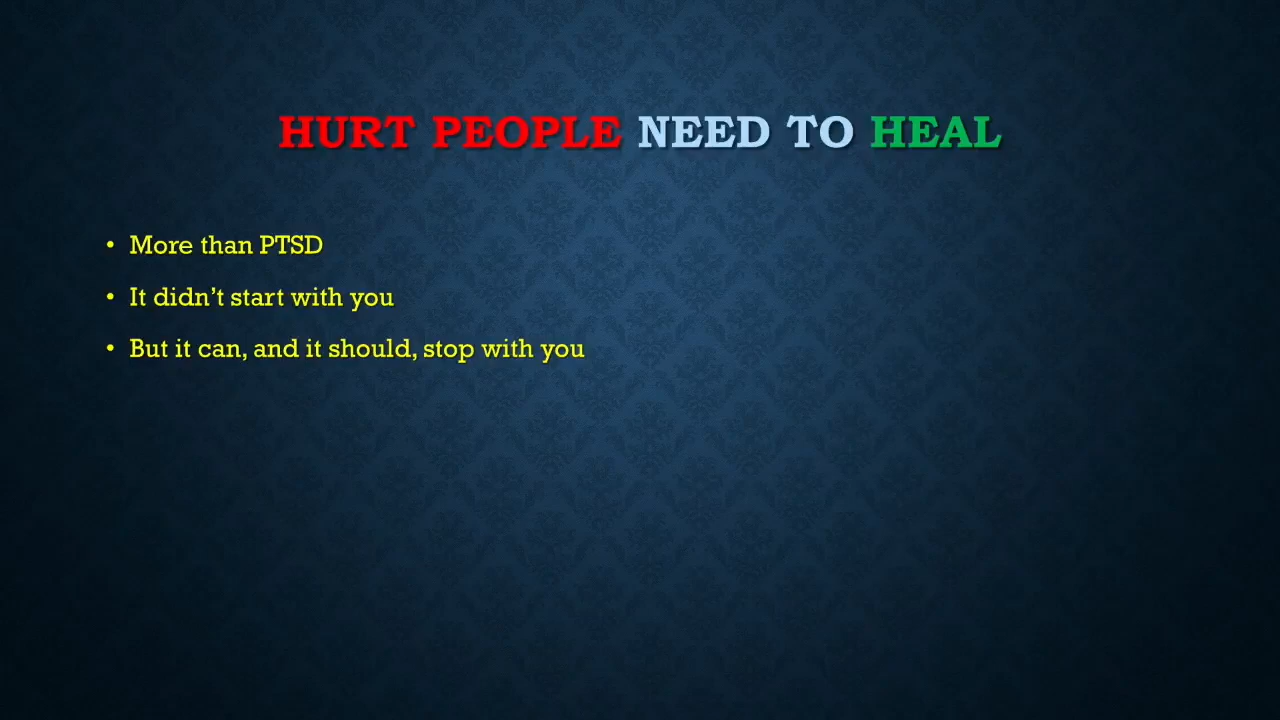 HURT PEOPLE NEED TO HEAL
• More than PTSD
• It didn’t start with you
• But it can, and it should, stop with you